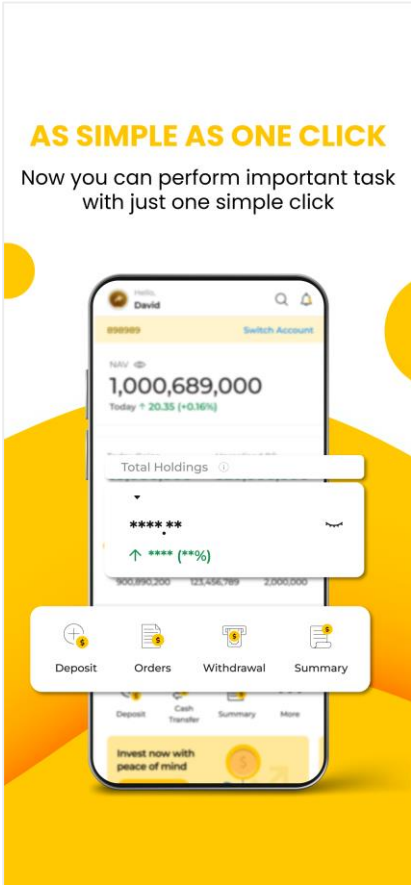 AS SIMPLE AS ONE CLICK
Now you can perform important task
with just one simple click
Hello,
David
898989
Switch Account
NAV
1,000,689,000
Today ↑ 20.35 (+0.16%)
Total Holdings
****.**
↑ **** (**%)
900,890,200 123,456,789 2,000,000
Deposit Orders Withdrawal Summary
Deposit Cash Transfer Summary More
Invest now with
peace of mind